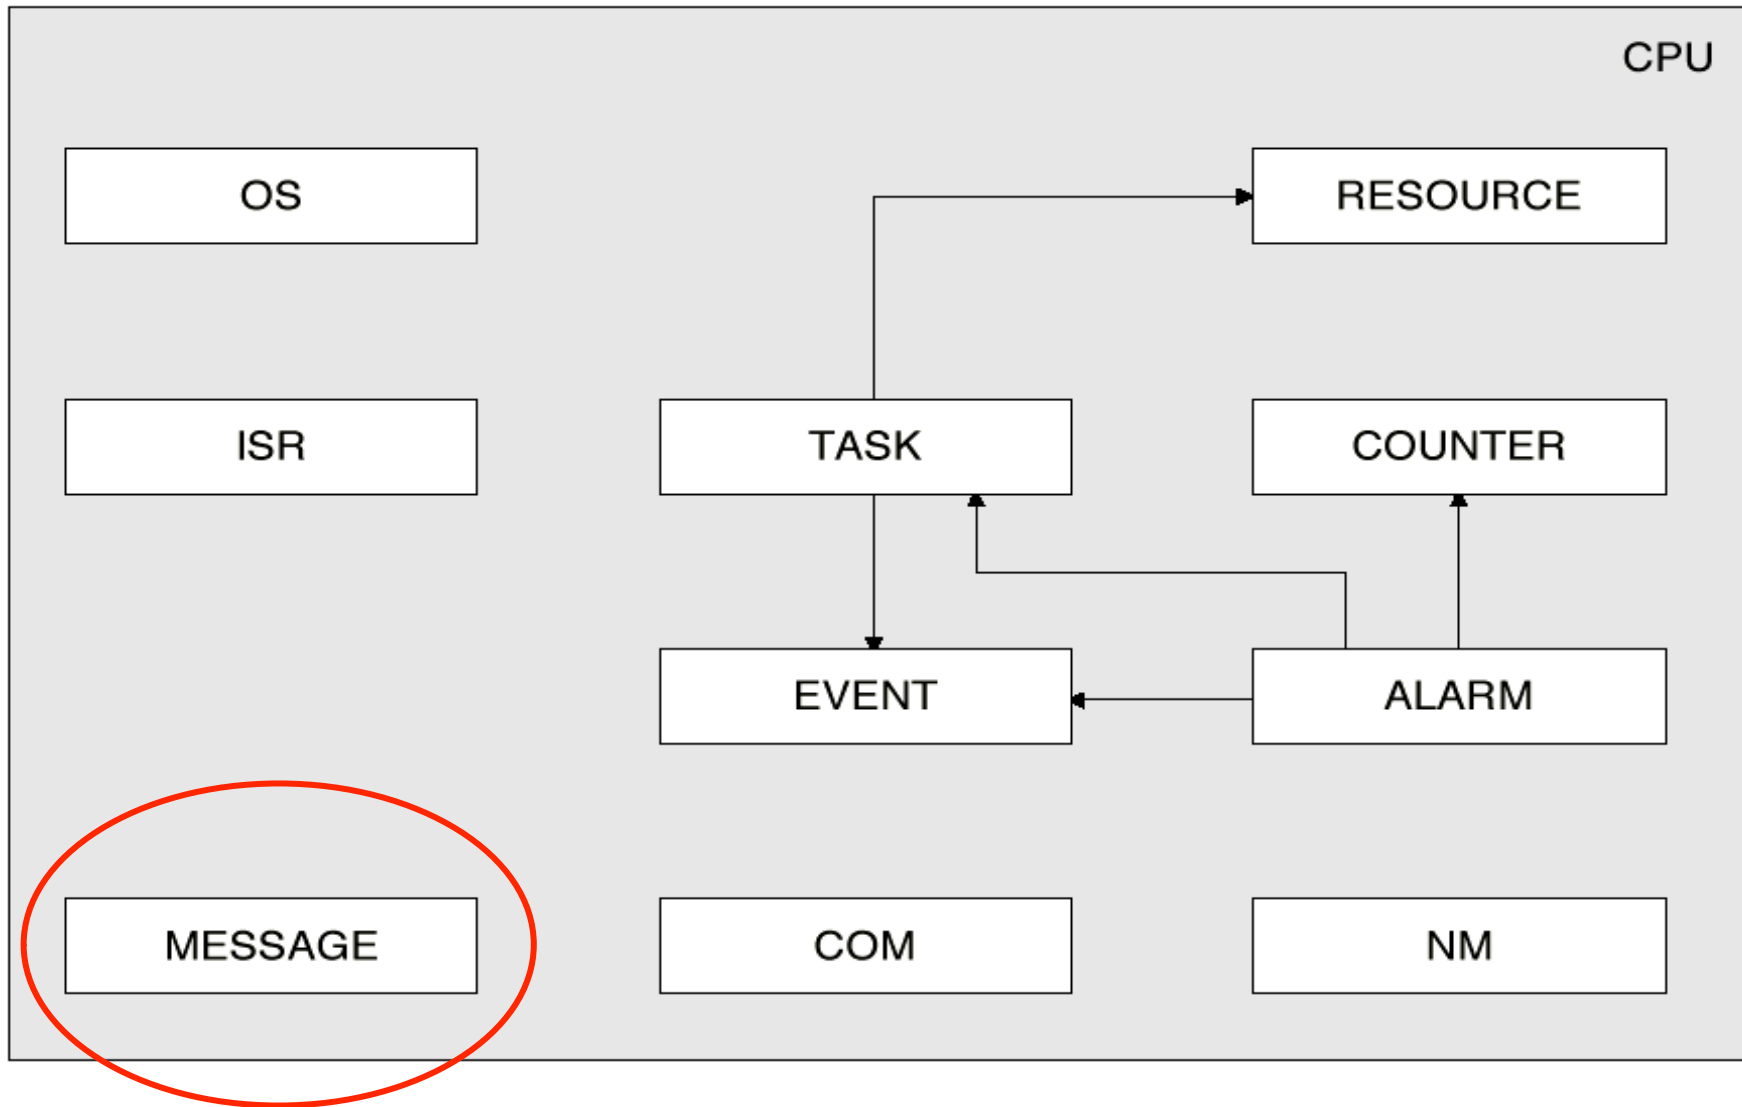 CPU
OS
RESOURCE
ISR
TASK
COUNTER
EVENT
ALARM
MESSAGE
COM
NM